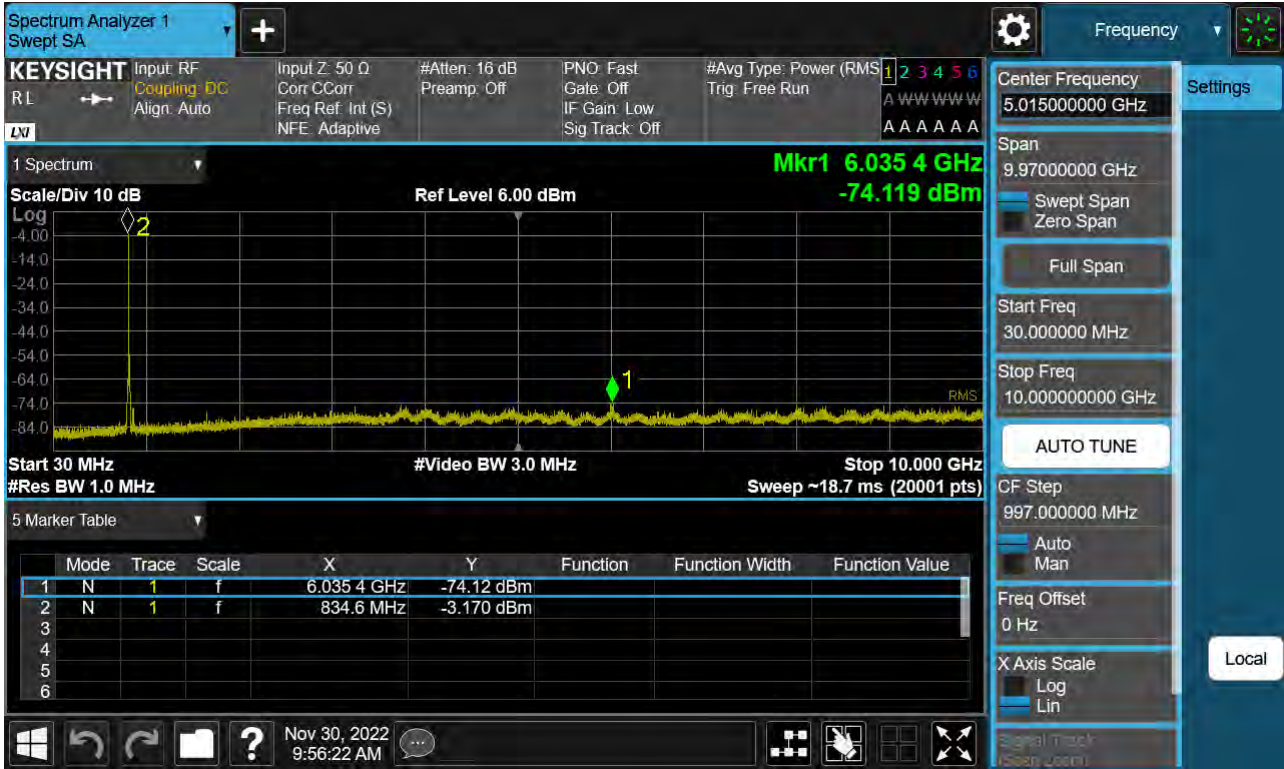 Spectrum Analyzer 1
Swept SA
+
Frequency
KEYSIGHT
RL
LXI
Input: RF
Coupling: DC
Align: Auto
Input Z: 50 Ω
Corr CCorr
Freq Ref: Int (S)
NFE: Adaptive
#Atten: 16 dB
Preamp: Off
PNO: Fast
Gate: Off
IF Gain: Low
Sig Track: Off
#Avg Type: Power (RMS
Trig: Free Run
1 2 3 4 5 6
A W W W W W
A A A A A A
Center Frequency
5.015000000 GHz
Settings
Span
9.97000000 GHz
Swept Span
Zero Span
Full Span
Start Freq
30.000000 MHz
Stop Freq
10.000000000 GHz
AUTO TUNE
CF Step
997.000000 MHz
Auto
Man
Freq Offset
0 Hz
X Axis Scale
Log
Lin
Local
1 Spectrum
Mkr1 6.035 4 GHz
-74.119 dBm
Scale/Div 10 dB
Ref Level 6.00 dBm
Log
-4.00
-14.0
-24.0
-34.0
-44.0
-54.0
-64.0
-74.0
-84.0
2
1
RMS
Start 30 MHz
#Video BW 3.0 MHz
Stop 10.000 GHz
#Res BW 1.0 MHz
Sweep ~18.7 ms (20001 pts)
5 Marker Table
Mode Trace Scale X Y Function Function Width Function Value
1 N 1 f 6.035 4 GHz -74.12 dBm
2 N 1 f 834.6 MHz -3.170 dBm
3
4
5
6
?
Nov 30, 2022
9:56:22 AM